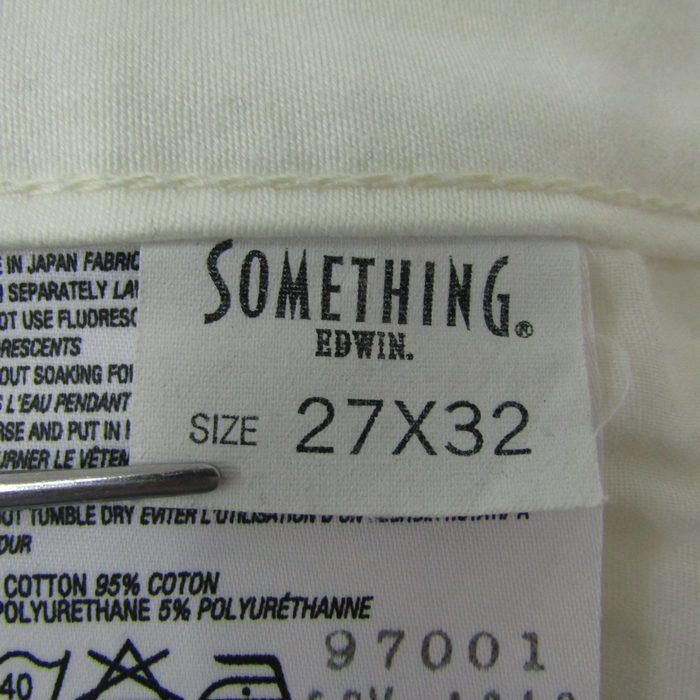 E IN JAPAN FABRIC
SEPARATELY LA
OT USE FLUORESC
RESCENTS
OUT SOAKING FO
L'EAU PENDANT
RSE AND PUT IN
URNER LE VÊTEM
SOMETHING®
EDWIN.
SIZE 27X32
OUT TUMBLE DRY EVITER L'UTILISATION D'UN
OUR
COTTON 95% COTON
POLYURETHANE 5% POLYURÉTHANNE
97001
40